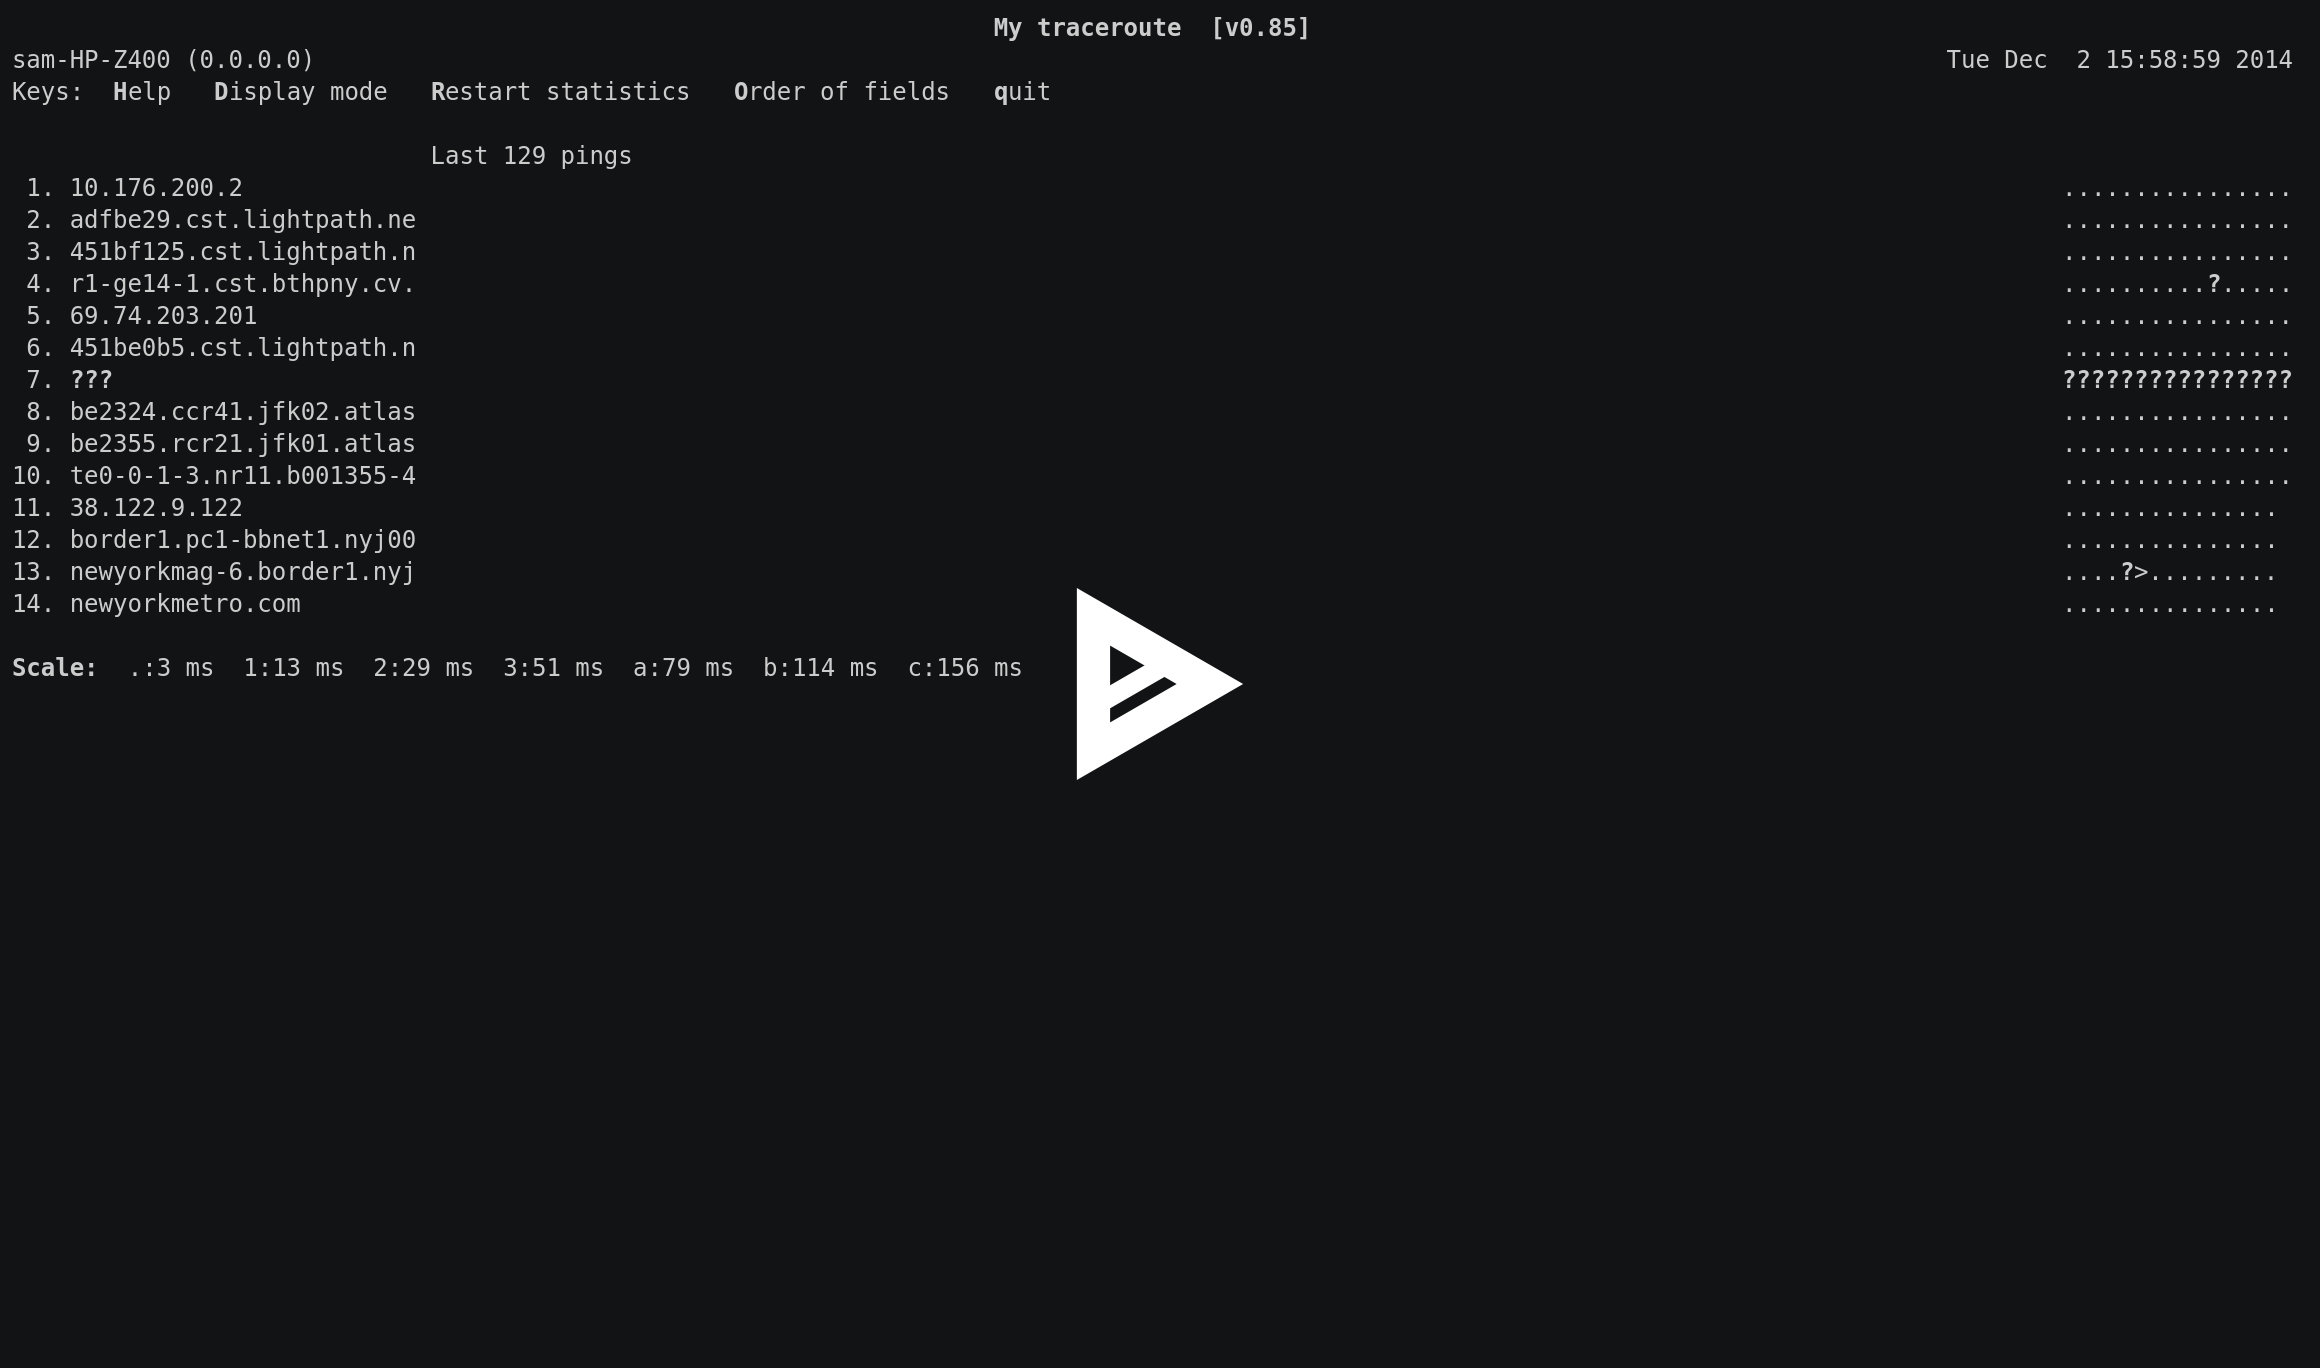 My traceroute  [v0.85]
sam-HP-Z400 (0.0.0.0) Tue Dec  2 15:58:59 2014
Keys:  Help   Display mode   Restart statistics   Order of fields   quit
Last 129 pings
1. 10.176.200.2 ................
2. adfbe29.cst.lightpath.ne ................
3. 451bf125.cst.lightpath.n ................
4. r1-ge14-1.cst.bthpny.cv. ..........?.....
5. 69.74.203.201 ................
6. 451be0b5.cst.lightpath.n ................
7. ??? ????????????????
8. be2324.ccr41.jfk02.atlas ................
9. be2355.rcr21.jfk01.atlas ................
10. te0-0-1-3.nr11.b001355-4 ................
11. 38.122.9.122 ...............
12. border1.pc1-bbnet1.nyj00 ...............
13. newyorkmag-6.border1.nyj ....?>.........
14. newyorkmetro.com ...............
Scale:  .:3 ms  1:13 ms  2:29 ms  3:51 ms  a:79 ms  b:114 ms  c:156 ms